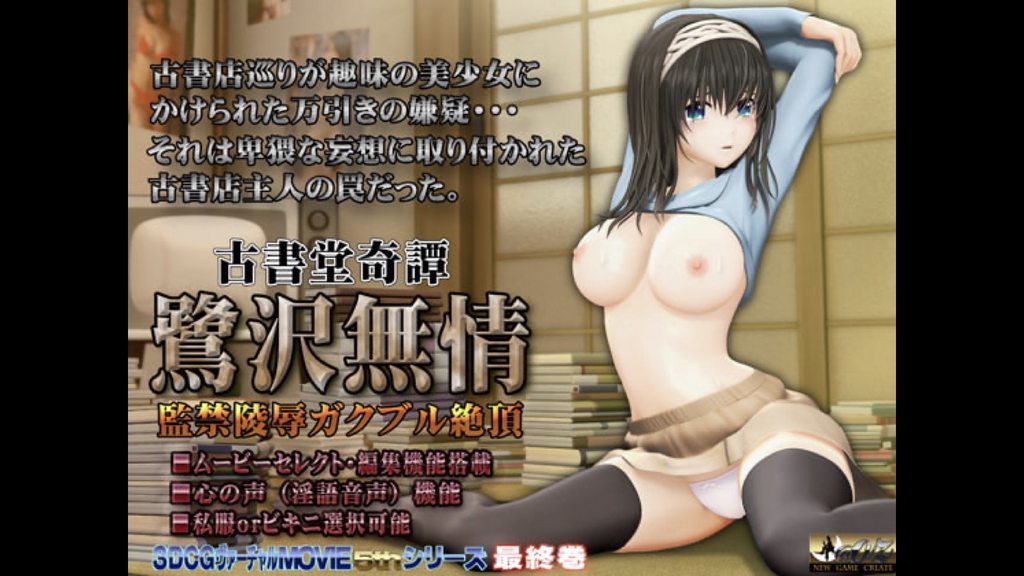 古書店巡りが趣味の美少女に
かけられた万引きの嫌疑・・・
それは卑猥な妄想に取り付かれた
古書店主人の罠だった。
古書堂奇譚
鷺沢無情
監禁陵辱ガクブル絶頂
■ムービーセレクト・編集機能搭載
■心の声（淫語音声）機能
■私服orビキニ選択可能
3DCGヴァーチャルMOVIE 5thシリーズ 最終巻
NEW GAME CREATE